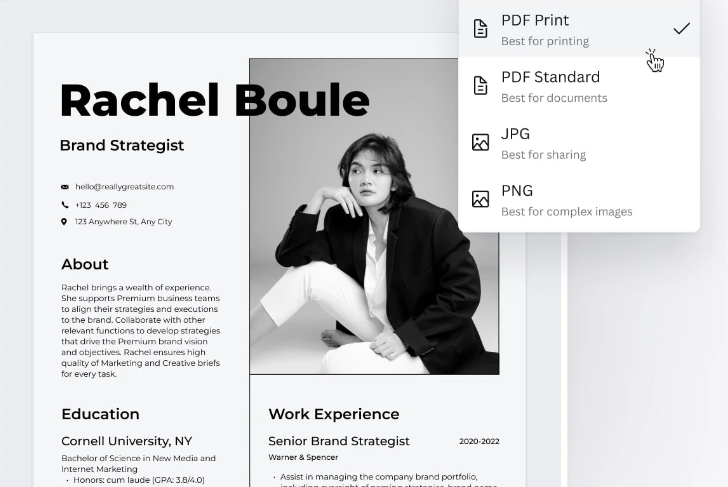 PDF Print
Best for printing
PDF Standard
Best for documents
JPG
Best for sharing
PNG
Best for complex images
Rachel Boule
Brand Strategist
hello@reallygreatsite.com
+123 456 789
123 Anywhere St, Any City
About
Rachel brings a wealth of experience.
She supports Premium business teams
to align their strategies and executions
to the brand. Collaborate with other
relevant functions to develop strategies
that drive the Premium brand vision
and objectives. Rachel ensures high
quality of Marketing and Creative briefs
for every task.
Education
Cornell University, NY
Bachelor of Science in New Media and
Internet Marketing
• Honors: cum laude (GPA: 3.8/4.0)
Work Experience
Senior Brand Strategist 2020-2022
Warner & Spencer
• Assist in managing the company brand portfolio,